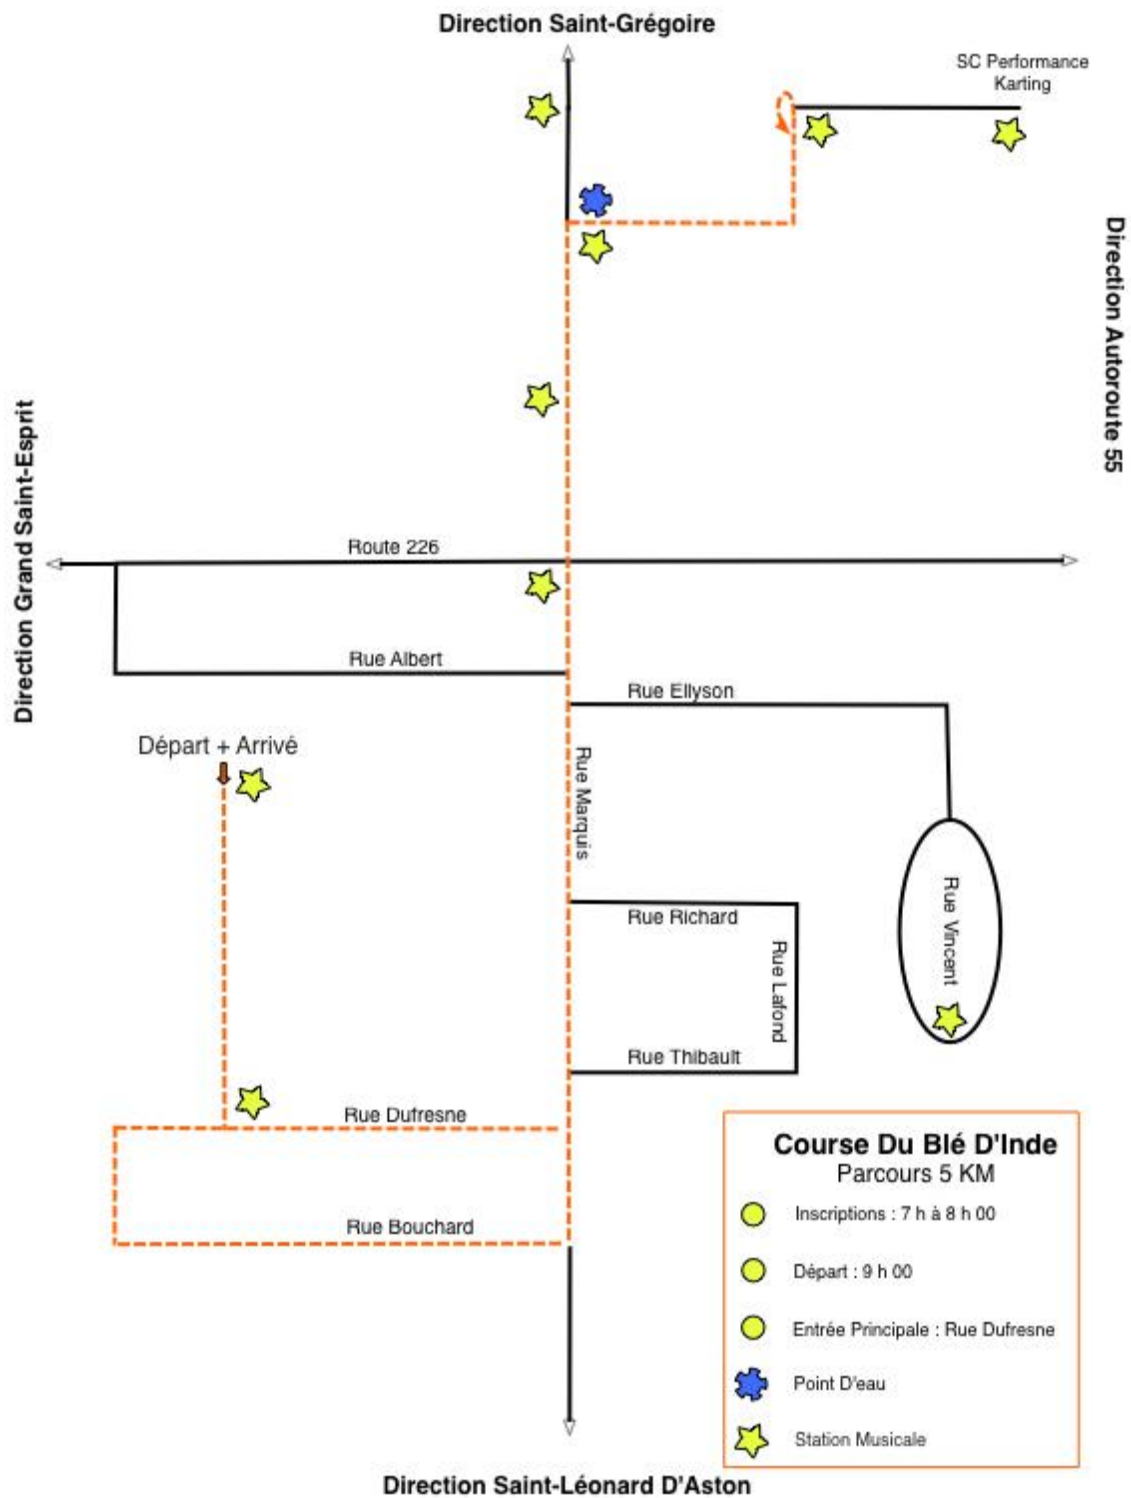 Direction Saint-Grégoire
SC Performance
Karting
Direction Autoroute 55
Direction Grand Saint-Esprit
Route 226
Rue Albert
Rue Ellyson
Départ + Arrivé
Rue Marquis
Rue Vincent
Rue Richard
Rue Lafond
Rue Thibault
Rue Dufresne
Rue Bouchard
Course Du Blé D'Inde
Parcours 5 KM
Inscriptions : 7 h à 8 h 00
Départ : 9 h 00
Entrée Principale : Rue Dufresne
Point D'eau
Station Musicale
Direction Saint-Léonard D'Aston